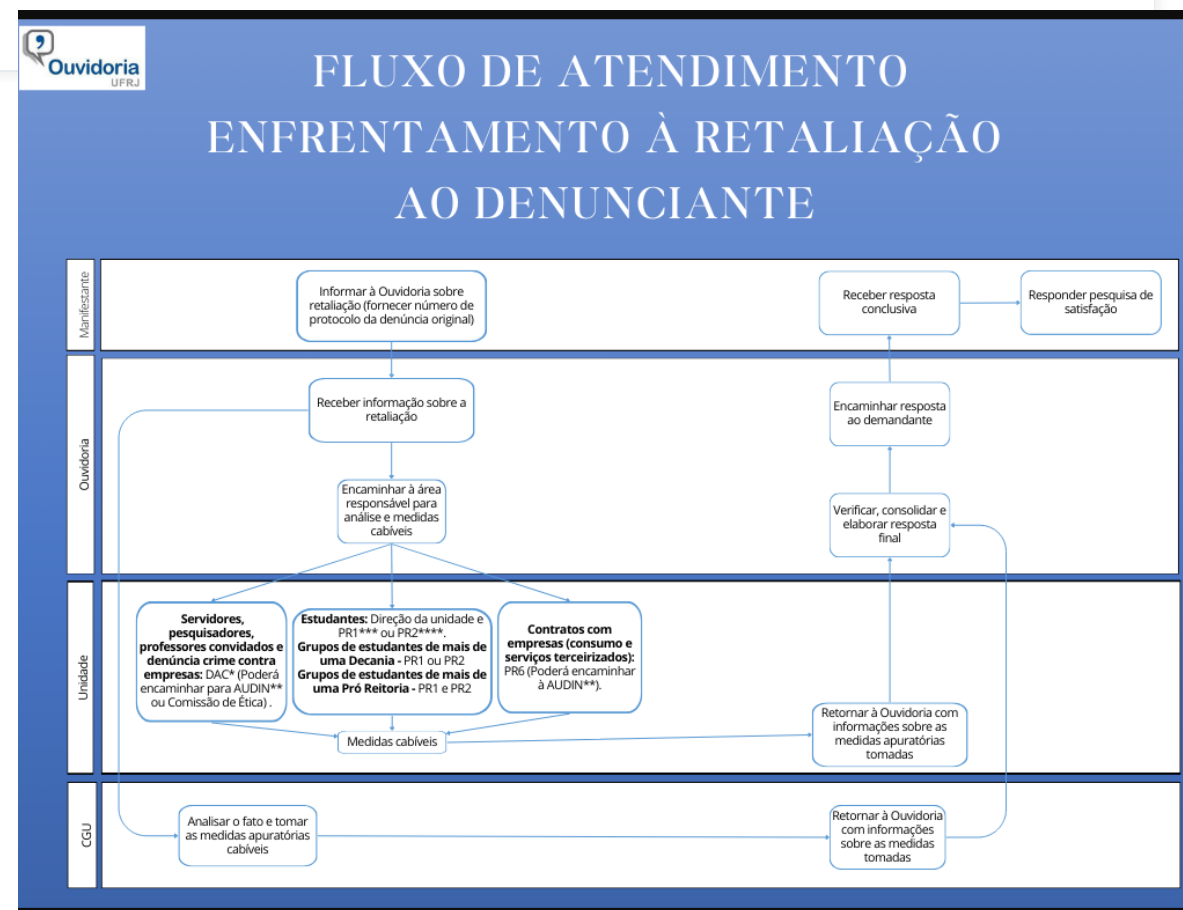 Ouvidoria
UFRJ
FLUXO DE ATENDIMENTO
ENFRENTAMENTO À RETALIAÇÃO
AO DENUNCIANTE
Manifestante
Informar à Ouvidoria sobre
retaliação (fornecer número de
protocolo da denúncia original)
Receber resposta
conclusiva
Responder pesquisa de
satisfação
Ouvidoria
Receber informação sobre a
retaliação
Encaminhar à área
responsável para
análise e medidas
cabíveis
Encaminhar resposta
ao demandante
Verificar, consolidar e
elaborar resposta
final
Unidade
Servidores,
pesquisadores,
professores convidados e
denúncia crime contra
empresas: DAC* (Poderá
encaminhar para AUDIN**
ou Comissão de Ética) .
Estudantes: Direção da unidade e
PR1*** ou PR2****.
Grupos de estudantes de mais de
uma Decania - PR1 ou PR2
Grupos de estudantes de mais de
uma Pró Reitoria - PR1 e PR2
Contratos com
empresas (consumo e
serviços terceirizados):
PR6 (Poderá encaminhar
à AUDIN**).
Medidas cabíveis
Retornar à Ouvidoria com
informações sobre as
medidas apuratórias
tomadas
CGU
Analisar o fato e tomar
as medidas apuratórias
cabíveis
Retornar à Ouvidoria
com informações
sobre as medidas
tomadas